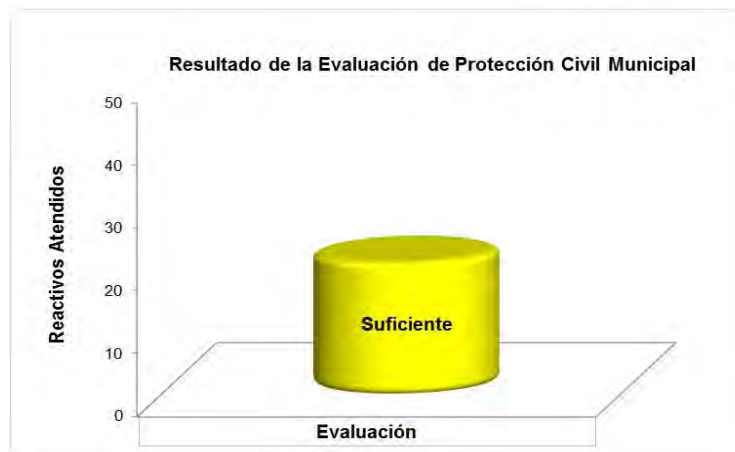 Resultado de la Evaluación de Protección Civil Municipal
Reactivos Atendidos
50
40
30
20
10
0
Suficiente
Evaluación